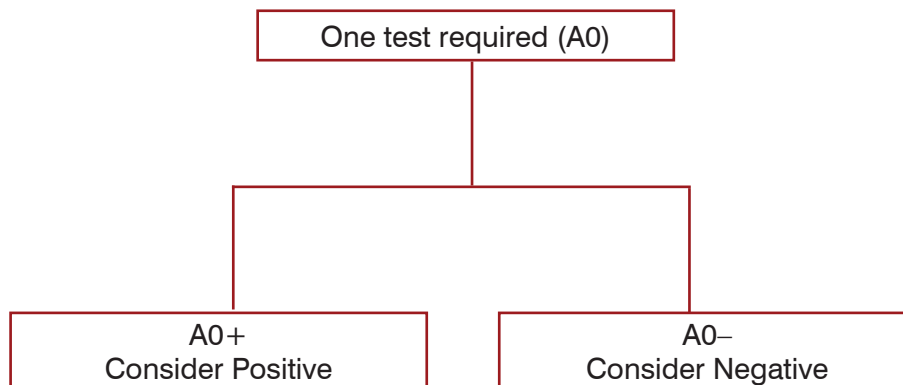 One test required (A0)
A0+
Consider Positive
A0–
Consider Negative